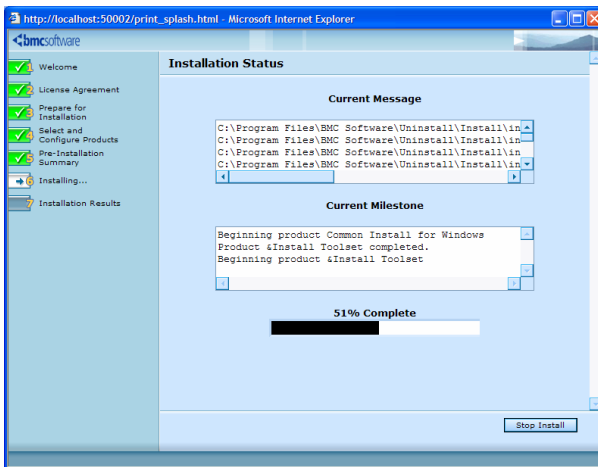 http://localhost:50002/print_splash.html - Microsoft Internet Explorer
bmcsoftware
1 Welcome
2 License Agreement
3 Prepare for
Installation
4 Select and
Configure Products
5 Pre-Installation
Summary
6 Installing...
7 Installation Results
Installation Status
Current Message
C:\Program Files\BMC Software\Uninstall\Install\in
C:\Program Files\BMC Software\Uninstall\Install\in
C:\Program Files\BMC Software\Uninstall\Install\in
C:\Program Files\BMC Software\Uninstall\Install\in
Current Milestone
Beginning product Common Install for Windows
Product &Install Toolset completed.
Beginning product &Install Toolset
51% Complete
Stop Install